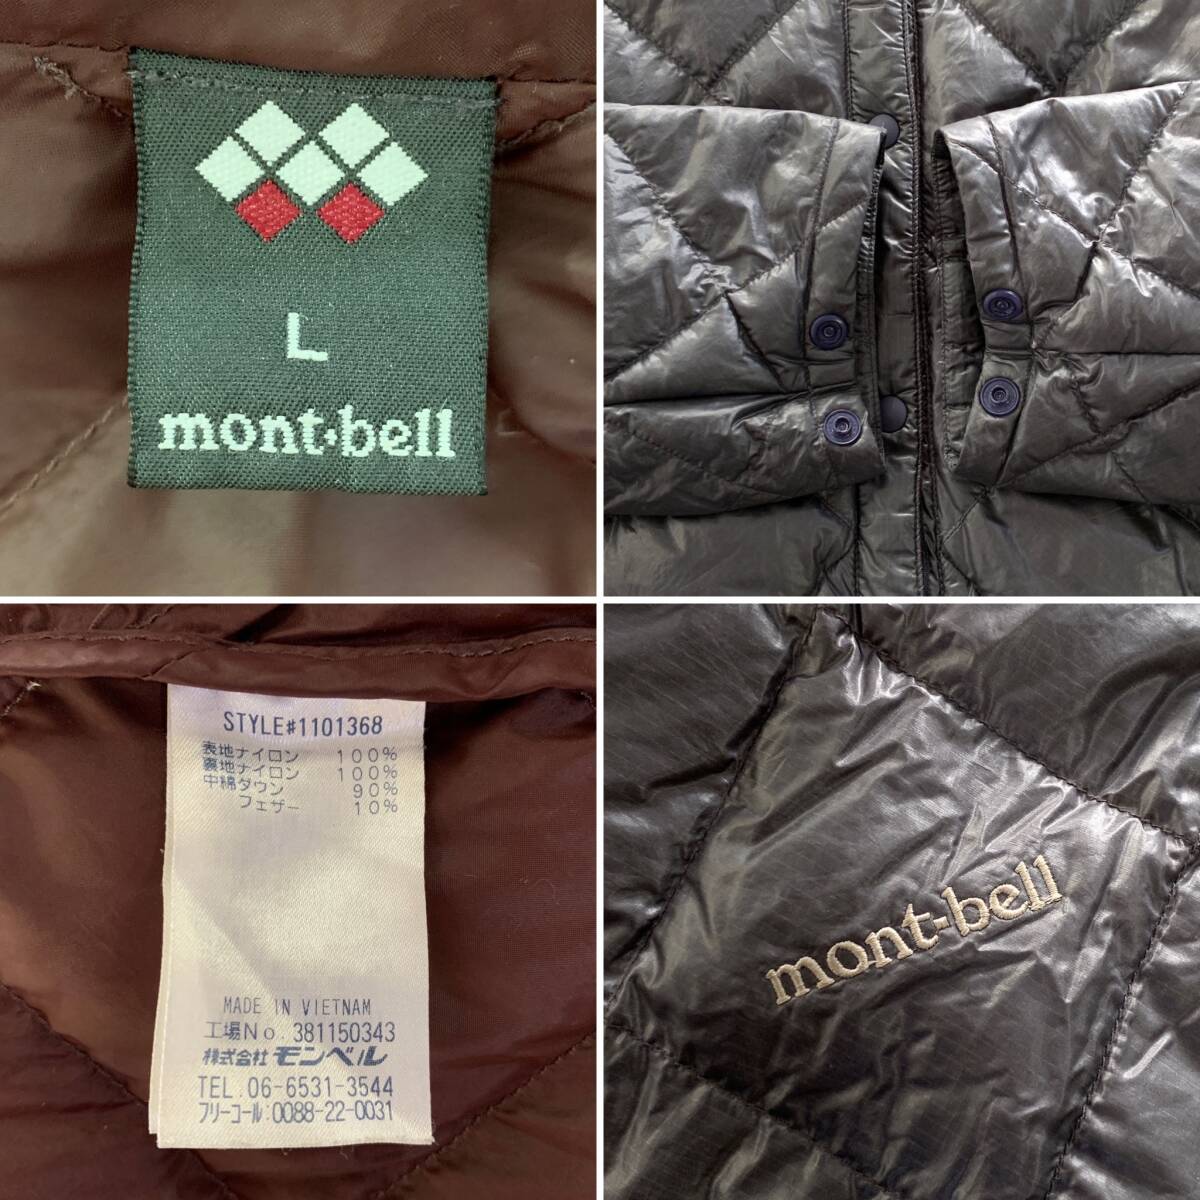 L
mont-bell
STYLE#1101368
表地ナイロン 100%
裏地ナイロン 100%
中綿ダウン 90%
フェザー 10%
MADE IN VIETNAM
工場No. 381150343
株式会社 モンベル
TEL.06-6531-3544
フリーコール:0088-22-0031
mont-bell